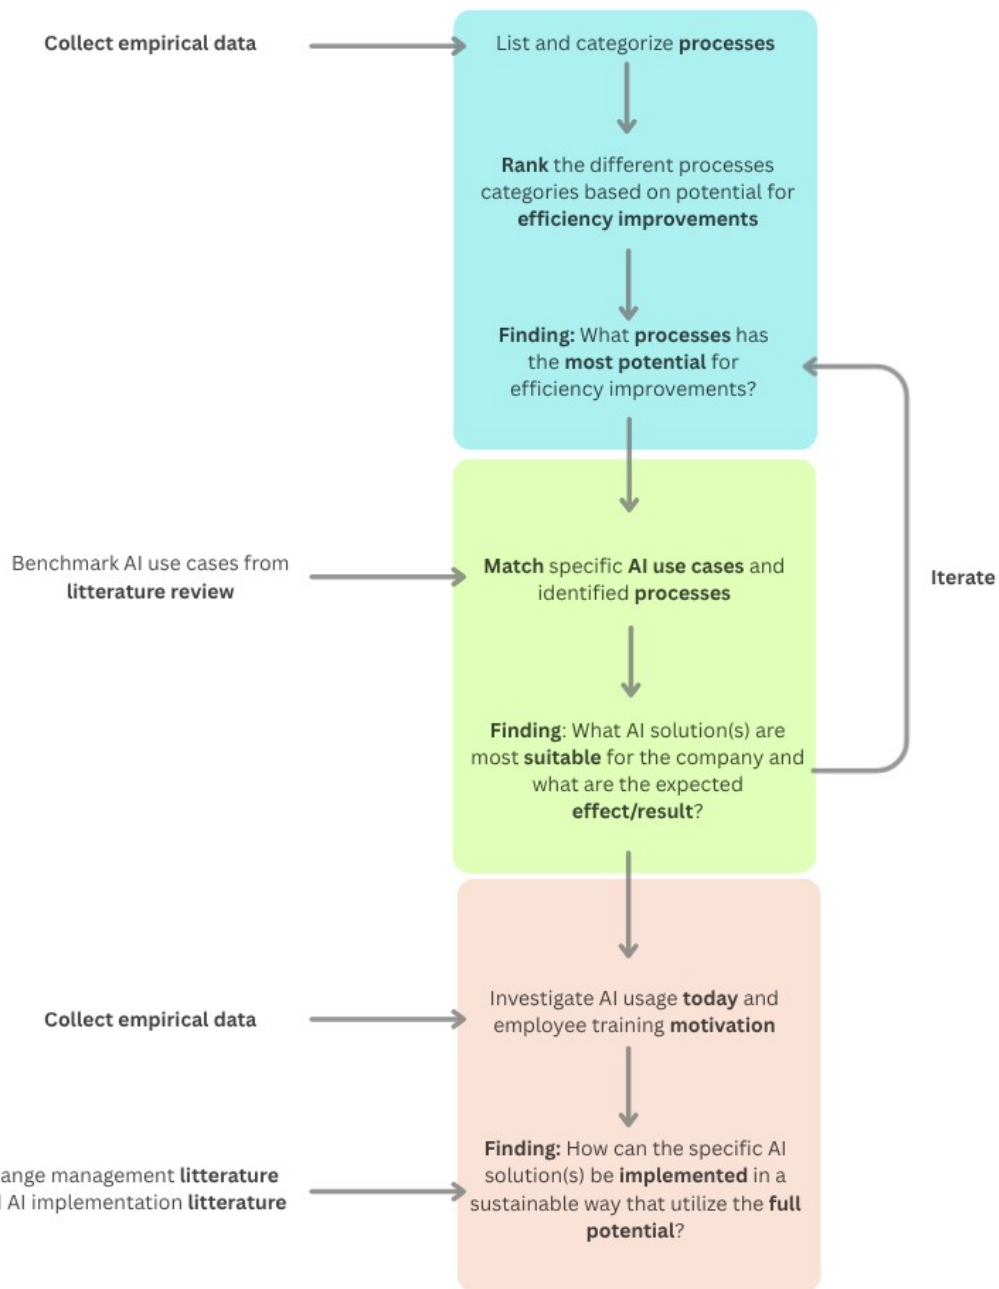 Collect empirical data
List and categorize processes
Rank the different processes
categories based on potential for
efficiency improvements
Finding: What processes has
the most potential for
efficiency improvements?
Benchmark AI use cases from
litterature review
Match specific AI use cases and
identified processes
Iterate
Finding: What AI solution(s) are
most suitable for the company and
what are the expected
effect/result?
Collect empirical data
Investigate AI usage today and
employee training motivation
ange management litterature
AI implementation litterature
Finding: How can the specific AI
solution(s) be implemented in a
sustainable way that utilize the full
potential?